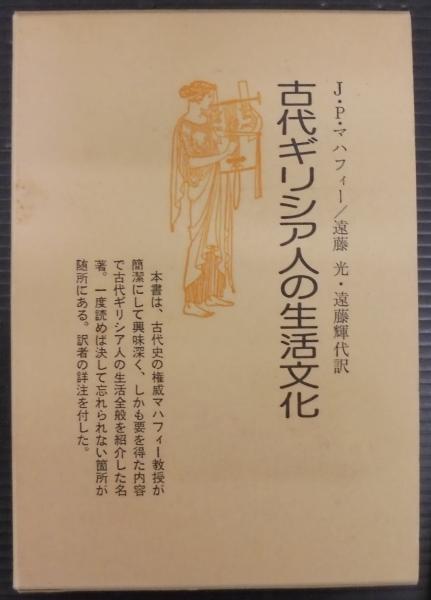 J・P・マハフィー/遠藤 光・遠藤輝代訳
古代ギリシア人の生活文化
本書は、古代史の権威マハフィー教授が
簡潔にして興味深く、しかも要を得た内容
で古代ギリシア人の生活全般を紹介した名
著。一度読めば決して忘れられない箇所が
随所にある。訳者の詳注を付した。